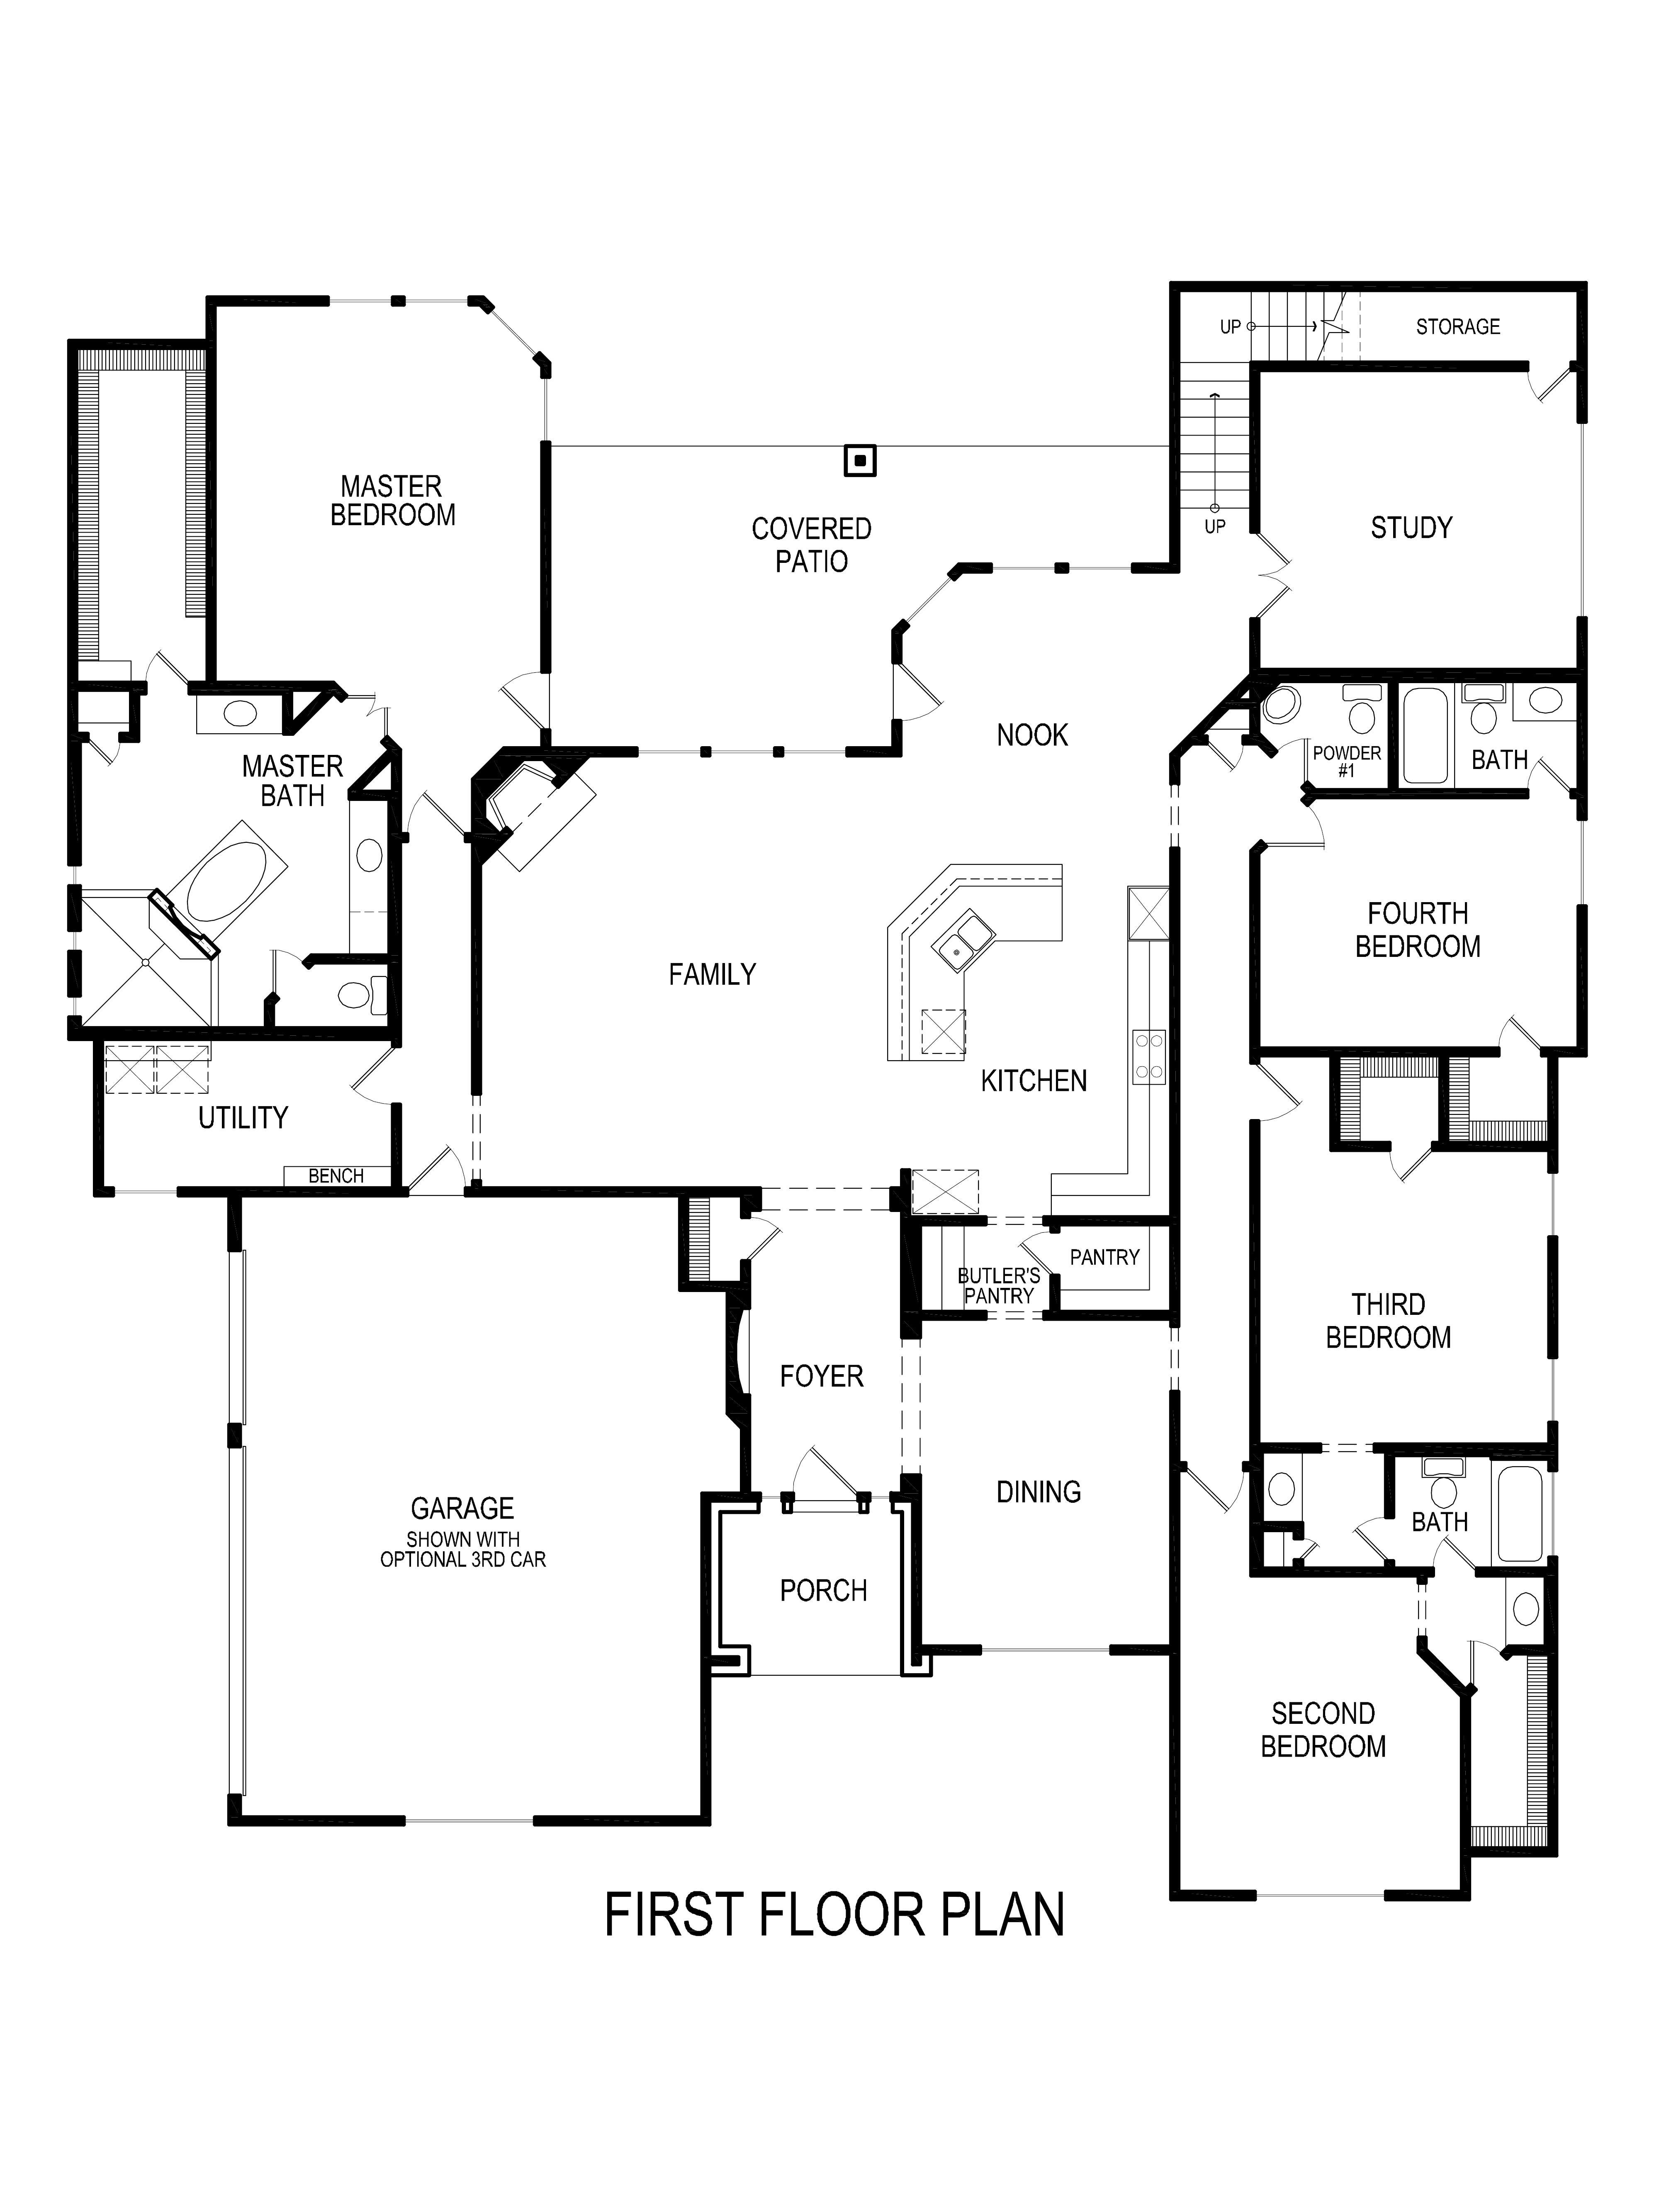 UP
STORAGE
MASTER
BEDROOM
COVERED
PATIO
UP
STUDY
NOOK
POWDER
#1
BATH
MASTER
BATH
FOURTH
BEDROOM
FAMILY
KITCHEN
UTILITY
BENCH
PANTRY
BUTLER'S
PANTRY
THIRD
BEDROOM
FOYER
DINING
GARAGE
SHOWN WITH
OPTIONAL 3RD CAR
BATH
PORCH
SECOND
BEDROOM
FIRST FLOOR PLAN